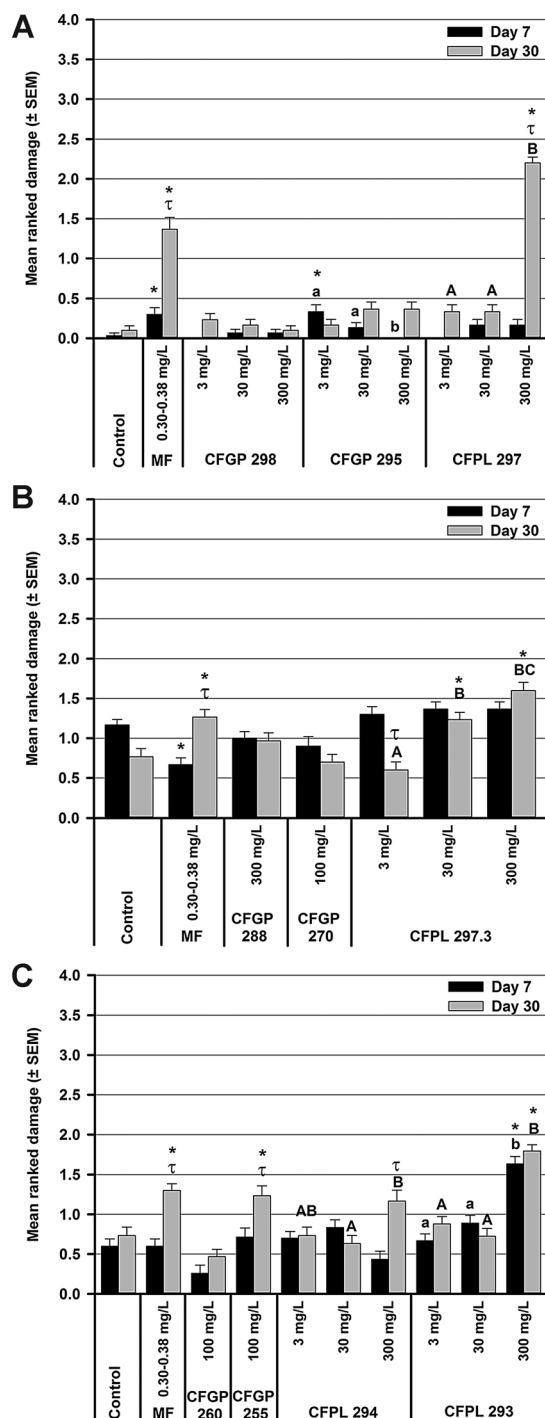 A
Mean ranked damage (± SEM)
4.0
3.5
3.0
2.5
2.0
1.5
1.0
0.5
0.0
Day 7
Day 30
*
*
τ
*
a
a
b
A
A
*
τ
B
Control
0.30-0.38 mg/L
MF
3 mg/L
30 mg/L
300 mg/L
CFGP 298
3 mg/L
30 mg/L
300 mg/L
CFGP 295
3 mg/L
30 mg/L
300 mg/L
CFPL 297
B
Mean ranked damage (± SEM)
4.0
3.5
3.0
2.5
2.0
1.5
1.0
0.5
0.0
Day 7
Day 30
*
*
τ
τ
A
*
B
*
BC
Control
0.30-0.38 mg/L
MF
300 mg/L
CFGP
288
100 mg/L
CFGP
270
3 mg/L
30 mg/L
300 mg/L
CFPL 297.3
C
Mean ranked damage (± SEM)
4.0
3.5
3.0
2.5
2.0
1.5
1.0
0.5
0.0
Day 7
Day 30
*
τ
*
τ
AB
A
τ
B
a
A
a
A
*
b
*
B
Control
0.30-0.38 mg/L
MF
100 mg/L
CFGP
260
100 mg/L
CFGP
255
3 mg/L
30 mg/L
300 mg/L
CFPL 294
3 mg/L
30 mg/L
300 mg/L
CFPL 293